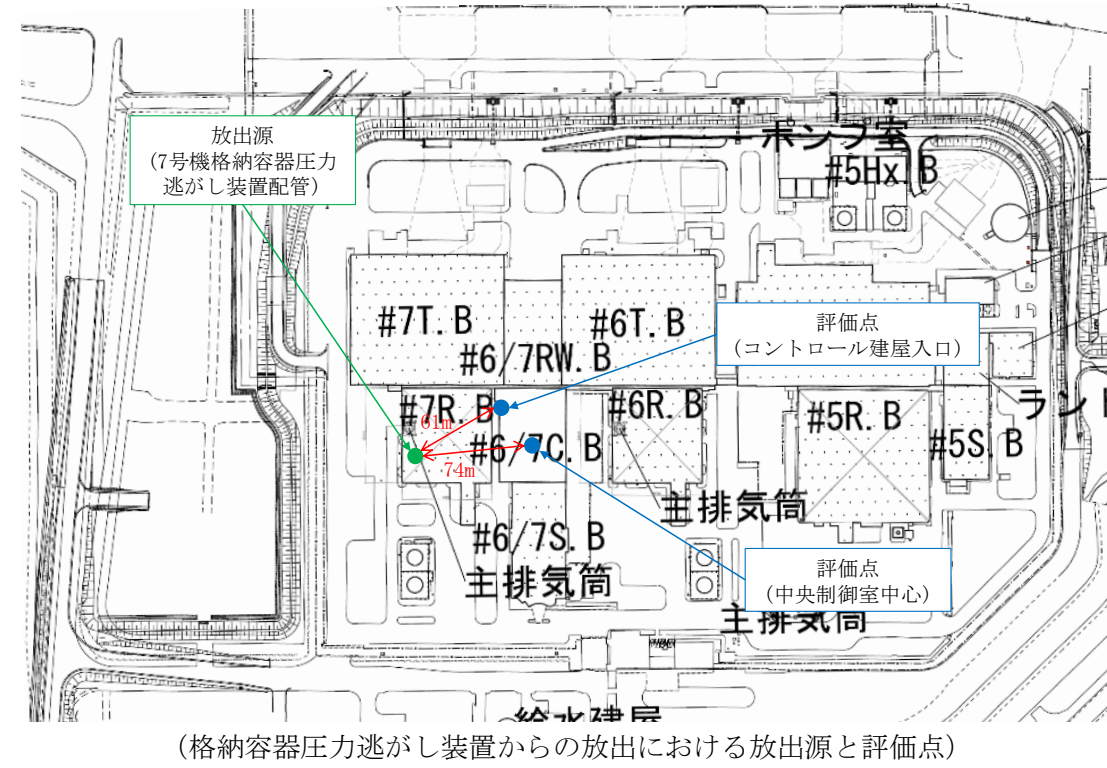 放出源
（7号機格納容器圧力
逃がし装置配管）
ポンプ室
#5Hx.B
#7T.B
#6T.B
#6/7RW.B
評価点
（コントロール建屋入口）
#7R.B
#6R.B
#5R.B
61m
#6/7C.B
#5S.B
74m
主排気筒
#6/7S.B
主排気筒
評価点
（中央制御室中心）
主排気筒
給水建屋
（格納容器圧力逃がし装置からの放出における放出源と評価点）